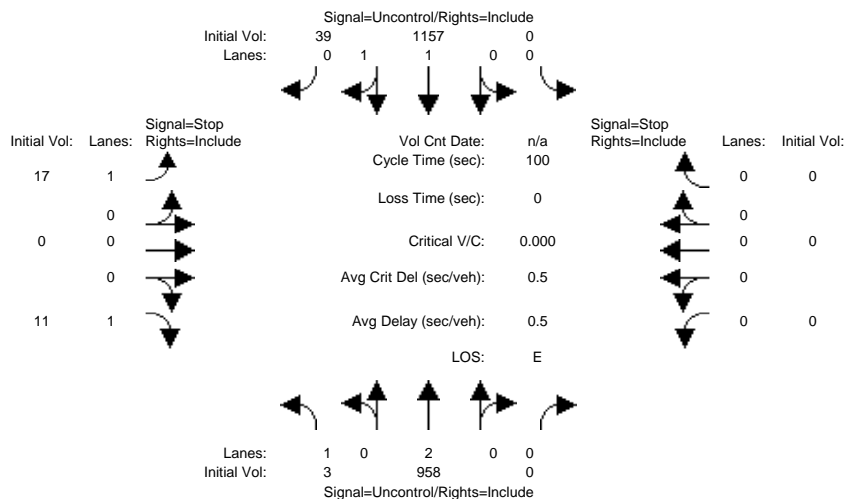 Signal=Uncontrol/Rights=Include
Initial Vol: 39 1157 0
Lanes: 0 1 1 0 0
Signal=Stop
Initial Vol: Lanes: Rights=Include
Vol Cnt Date: n/a
Signal=Stop
Rights=Include Lanes: Initial Vol:
Cycle Time (sec): 100
17 1
0 0
Loss Time (sec): 0
0
0
0 0
Critical V/C: 0.000
0 0
0
Avg Crit Del (sec/veh): 0.5
0
11 1
Avg Delay (sec/veh): 0.5
0 0
LOS: E
Lanes: 1 0 2 0 0
Initial Vol: 3 958 0
Signal=Uncontrol/Rights=Include